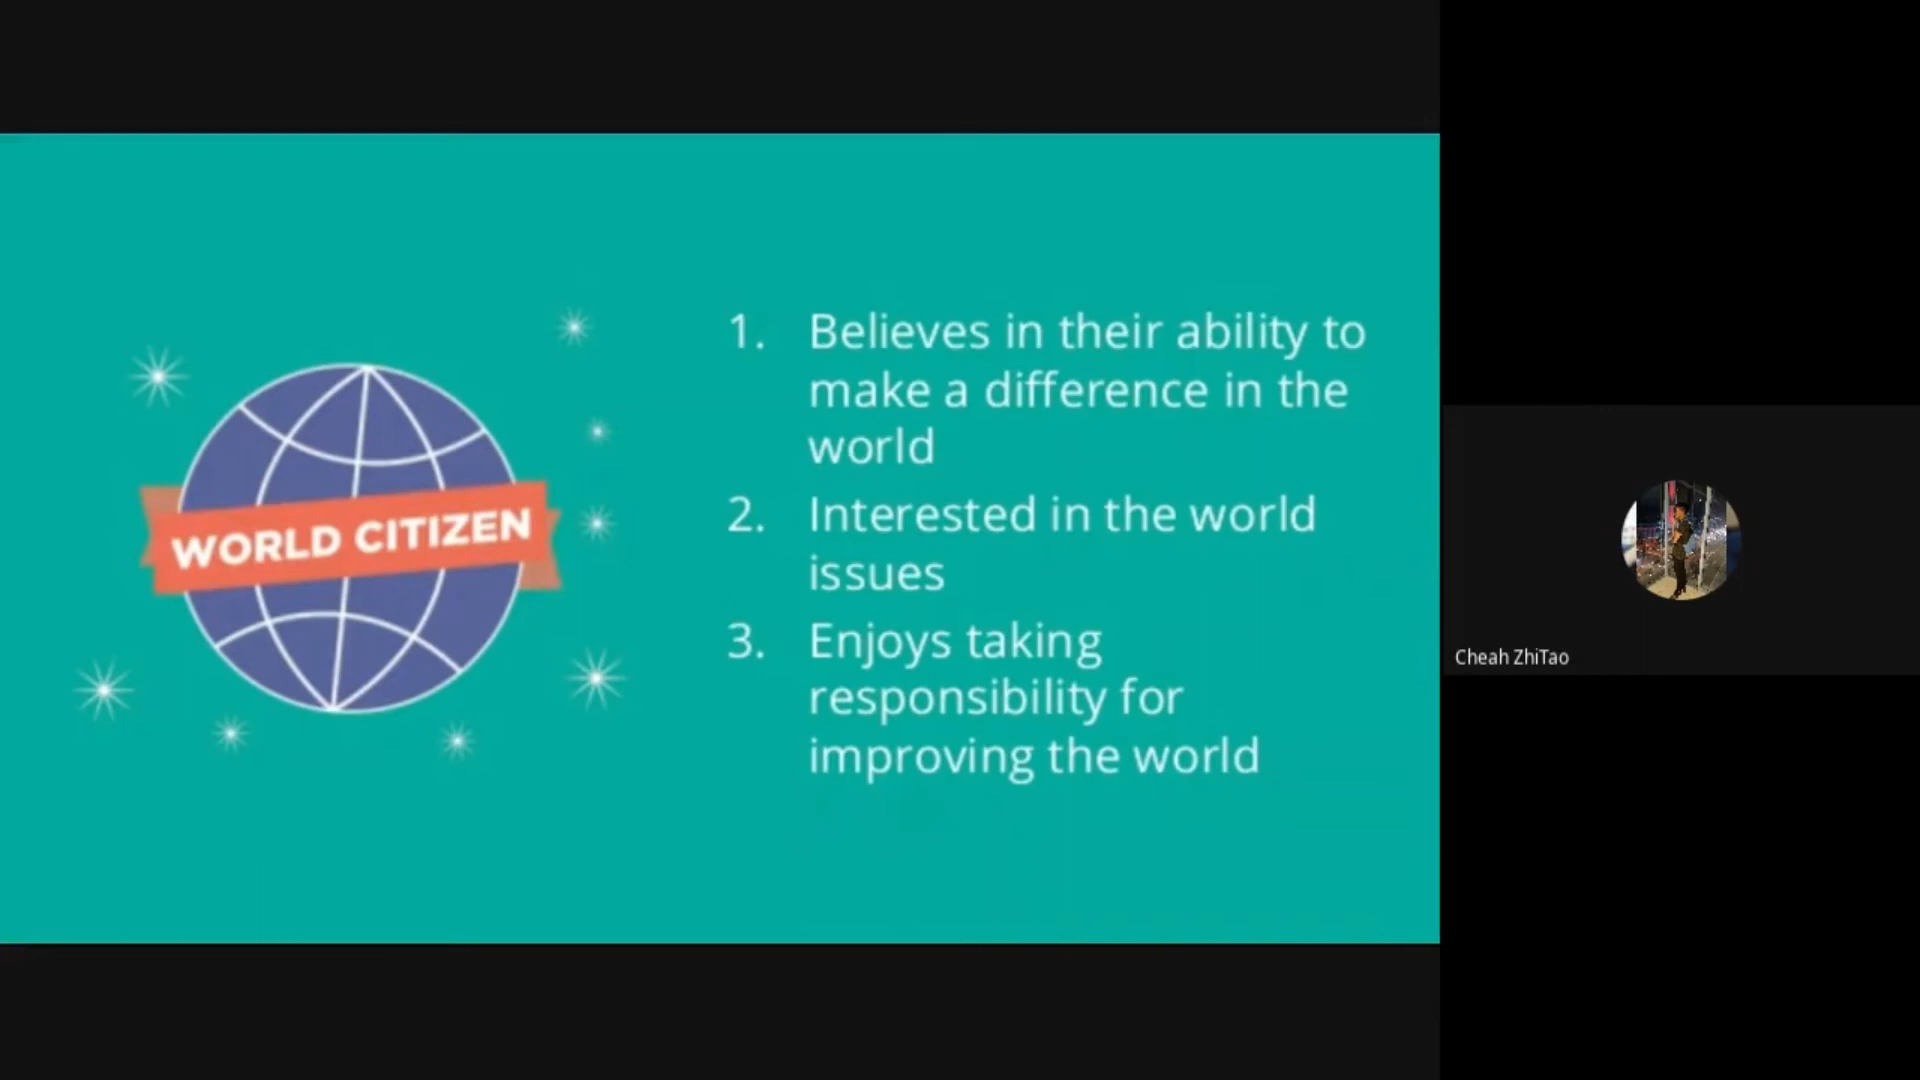 WORLD CITIZEN
1. Believes in their ability to
make a difference in the
world
2. Interested in the world
issues
3. Enjoys taking
responsibility for
improving the world
Cheah ZhiTao